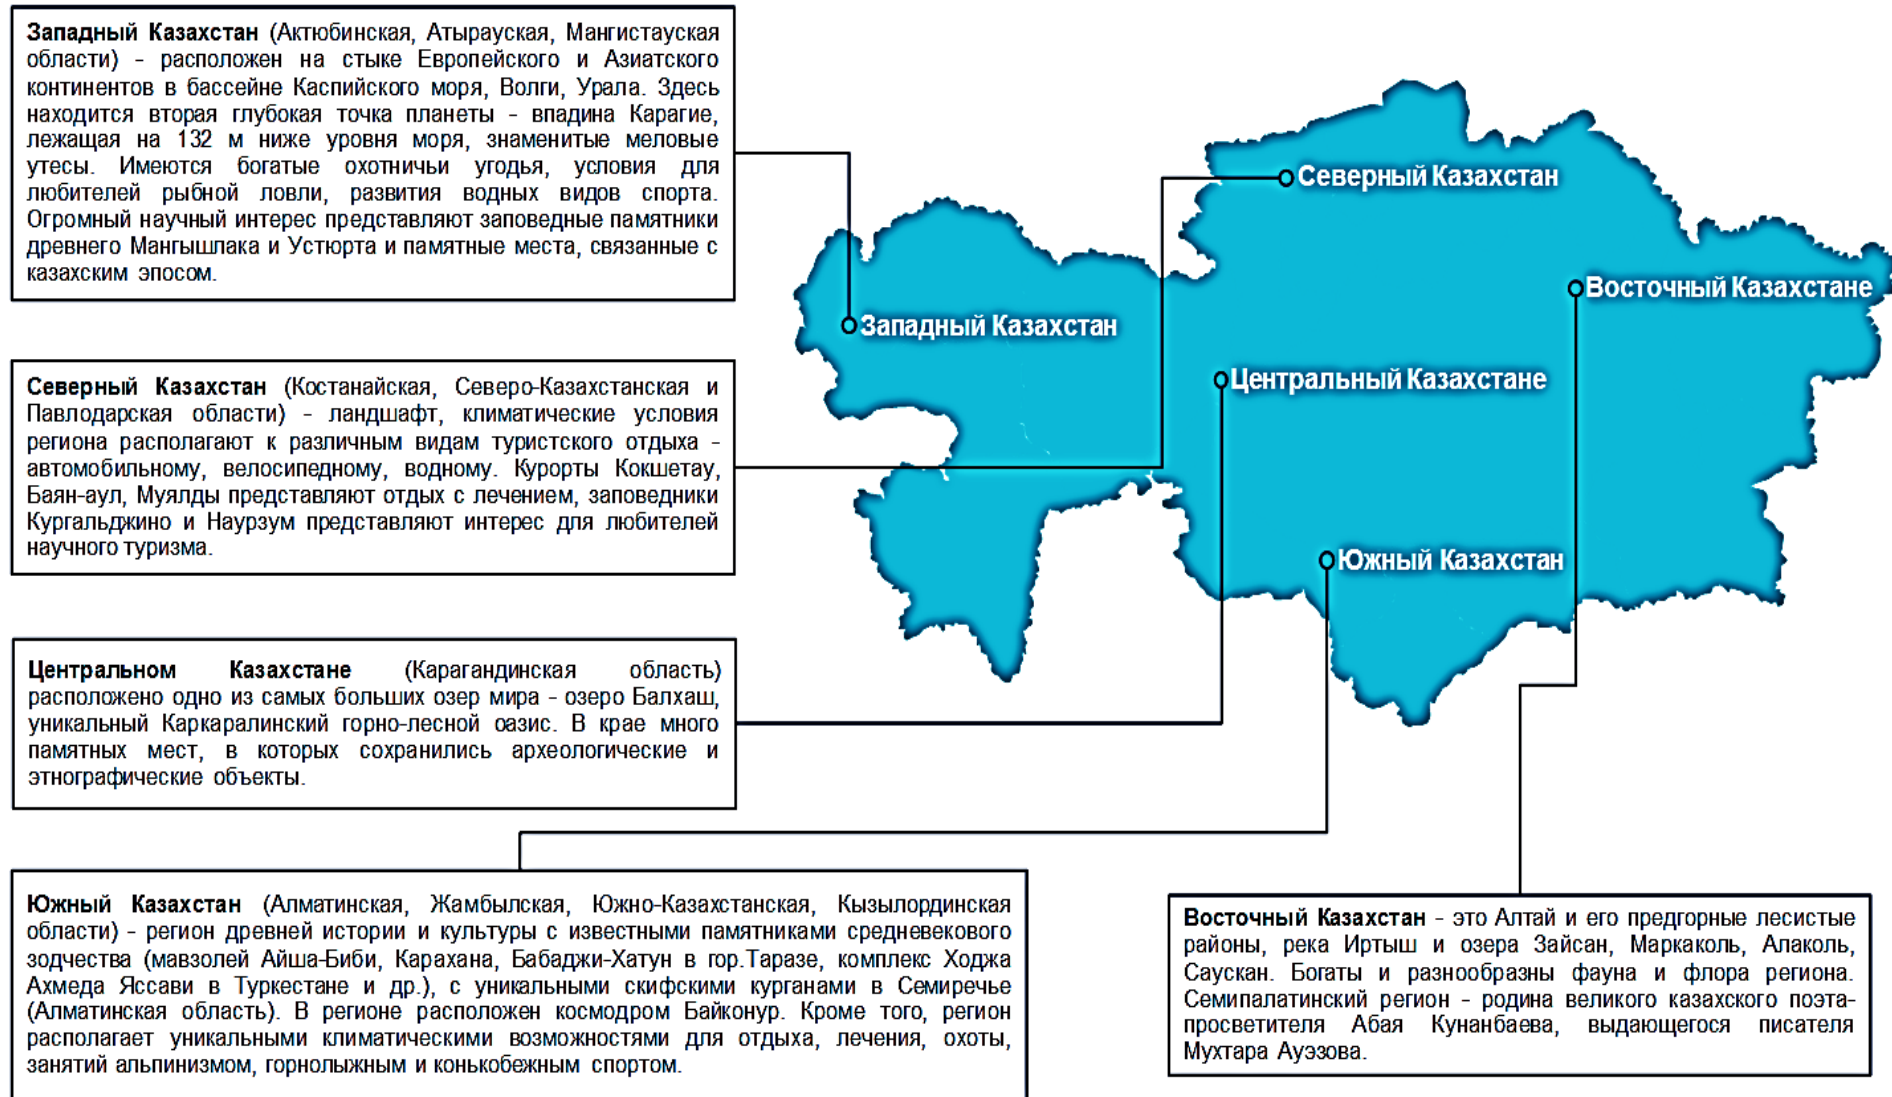 Западный Казахстан (Актюбинская, Атырауская, Мангистауская
области) - расположен на стыке Европейского и Азиатского
континентов в бассейне Каспийского моря, Волги, Урала. Здесь
находится вторая глубокая точка планеты - впадина Карагие,
лежащая на 132 м ниже уровня моря, знаменитые меловые
утесы. Имеются богатые охотничьи угодья, условия для
любителей рыбной ловли, развития водных видов спорта.
Огромный научный интерес представляют заповедные памятники
древнего Мангышлака и Устюрта и памятные места, связанные с
казахским эпосом.
Северный Казахстан
Восточный Казахстане
Западный Казахстан
Центральный Казахстане
Южный Казахстан
Северный Казахстан (Костанайская, Северо-Казахстанская и
Павлодарская области) - ландшафт, климатические условия
региона располагают к различным видам туристского отдыха -
автомобильному, велосипедному, водному. Курорты Кокшетау,
Баян-аул, Муялды представляют отдых с лечением, заповедники
Кургальджино и Наурзум представляют интерес для любителей
научного туризма.
Центральном Казахстане (Карагандинская область)
расположено одно из самых больших озер мира - озеро Балхаш,
уникальный Каркаралинский горно-лесной оазис. В крае много
памятных мест, в которых сохранились археологические и
этнографические объекты.
Южный Казахстан (Алматинская, Жамбылская, Южно-Казахстанская, Кызылординская
области) - регион древней истории и культуры с известными памятниками средневекового
зодчества (мавзолей Айша-Биби, Карахана, Бабаджи-Хатун в гор.Таразе, комплекс Ходжа
Ахмеда Яссави в Туркестане и др.), с уникальными скифскими курганами в Семиречье
(Алматинская область). В регионе расположен космодром Байконур. Кроме того, регион
располагает уникальными климатическими возможностями для отдыха, лечения, охоты,
занятий альпинизмом, горнолыжным и конькобежным спортом.
Восточный Казахстан - это Алтай и его предгорные лесистые
районы, река Иртыш и озера Зайсан, Маркаколь, Алаколь,
Саускан. Богаты и разнообразны фауна и флора региона.
Семипалатинский регион - родина великого казахского поэта-
просветителя Абая Кунанбаева, выдающегося писателя
Мухтара Ауэзова.